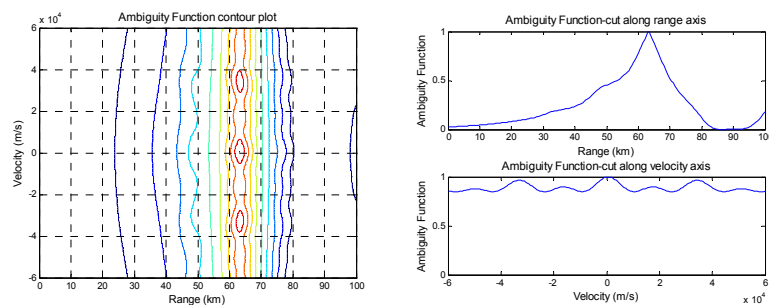 Ambiguity Function contour plot
x 10
4
6
4
2
0
-2
-4
-6
Velocity (m/s)
0 10 20 30 40 50 60 70 80 90 100
Range (km)
Ambiguity Function-cut along range axis
1
0.5
0
Ambiguity Function
0 10 20 30 40 50 60 70 80 90 100
Range (km)
Ambiguity Function-cut along velocity axis
1
0.5
0
Ambiguity Function
-6 -4 -2 0 2 4 6
Velocity (m/s)
x 10
4